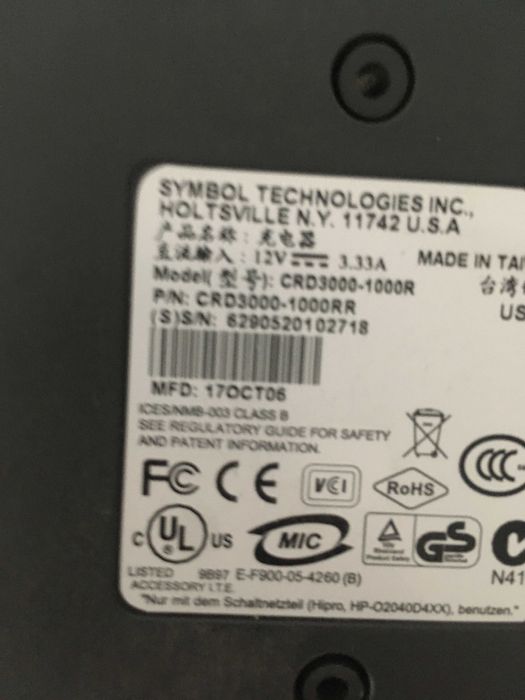 SYMBOL TECHNOLOGIES INC.,
HOLTSVILLE N.Y. 11742 U.S.A
产品名称：充电器
直流输入：12V 3.33A MADE IN TAI
Model(型号): CRD3000-1000R 台湾
P/N: CRD3000-1000RR US
(S)S/N: 6290520102718
MFD: 17OCT06
ICES/NMB-003 CLASS B
SEE REGULATORY GUIDE FOR SAFETY
AND PATENT INFORMATION.
FC CE VCI RoHS CCC
C UL ® US MIC GS N41
LISTED 9B97 E-F900-05-4260 (B)
ACCESSORY I.T.E.
"Nur mit dem Schaltnetzteil (Hipro, HP-O2040D4XX), benutzen."